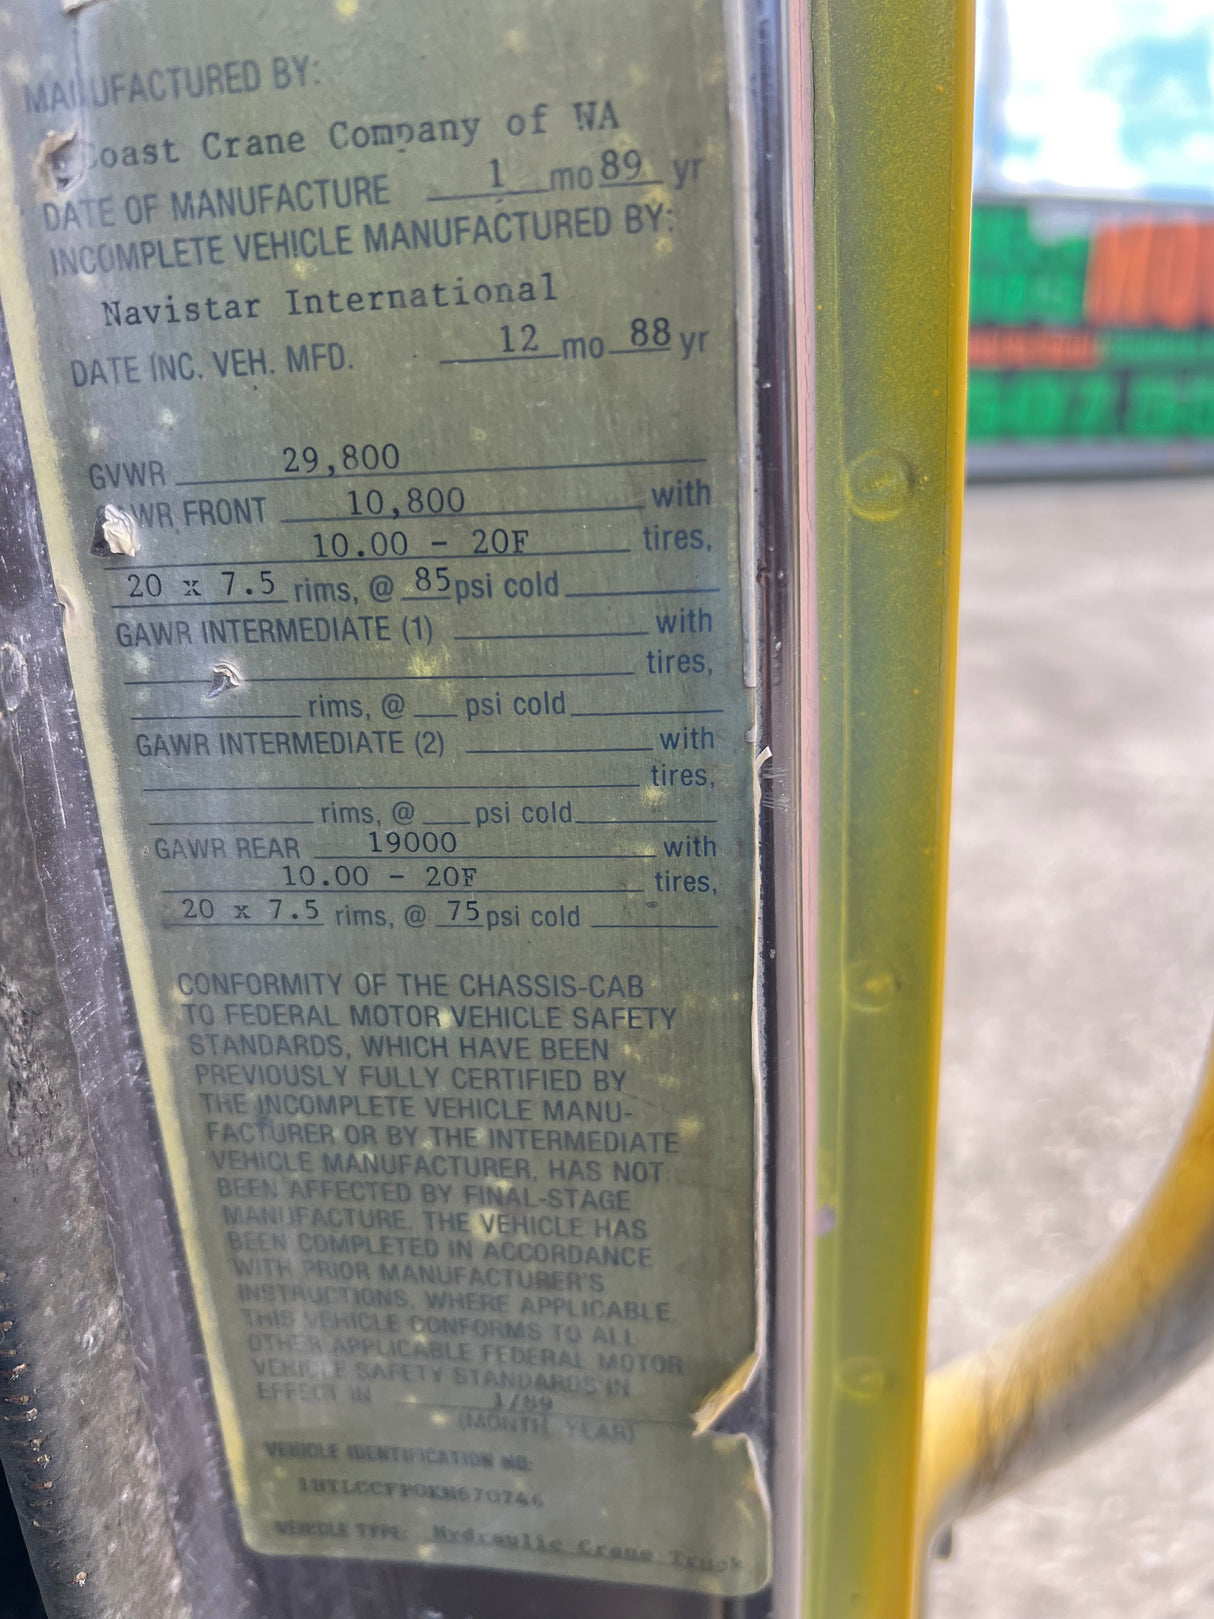 MANUFACTURED BY:
Coast Crane Company of WA
DATE OF MANUFACTURE 1 mo 89 yr
INCOMPLETE VEHICLE MANUFACTURED BY:
Navistar International
DATE INC. VEH. MFD. 12 mo 88 yr
GVWR 29,800
GAWR FRONT 10,800 with
10.00 - 20F tires,
20 x 7.5 rims, @ 85 psi cold
GAWR INTERMEDIATE (1) with
tires,
rims, @ psi cold
GAWR INTERMEDIATE (2) with
tires,
rims, @ psi cold
GAWR REAR 19000 with
10.00 - 20F tires,
20 x 7.5 rims, @ 75 psi cold
CONFORMITY OF THE CHASSIS-CAB
TO FEDERAL MOTOR VEHICLE SAFETY
STANDARDS, WHICH HAVE BEEN
PREVIOUSLY FULLY CERTIFIED BY
THE INCOMPLETE VEHICLE MANU-
FACTURER OR BY THE INTERMEDIATE
VEHICLE MANUFACTURER, HAS NOT
BEEN AFFECTED BY FINAL-STAGE
MANUFACTURE. THE VEHICLE HAS
BEEN COMPLETED IN ACCORDANCE
WITH PRIOR MANUFACTURER'S
INSTRUCTIONS, WHERE APPLICABLE.
THIS VEHICLE CONFORMS TO ALL
OTHER APPLICABLE FEDERAL MOTOR
VEHICLE SAFETY STANDARDS IN
EFFECT IN 1/89
(MONTH, YEAR)
VEHICLE IDENTIFICATION NO:
VEHICLE TYPE: Hydraulic Crane Truck